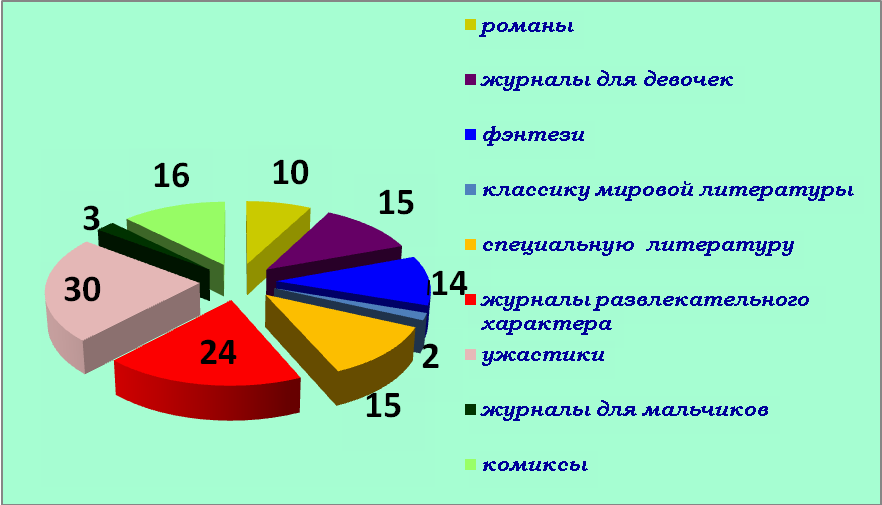 романы
журналы для девочек
фэнтези
классику мировой литературы
специальную литературу
журналы развлекательного
характера
ужастики
журналы для мальчиков
комиксы
16
10
3
15
30
14
24
2
15